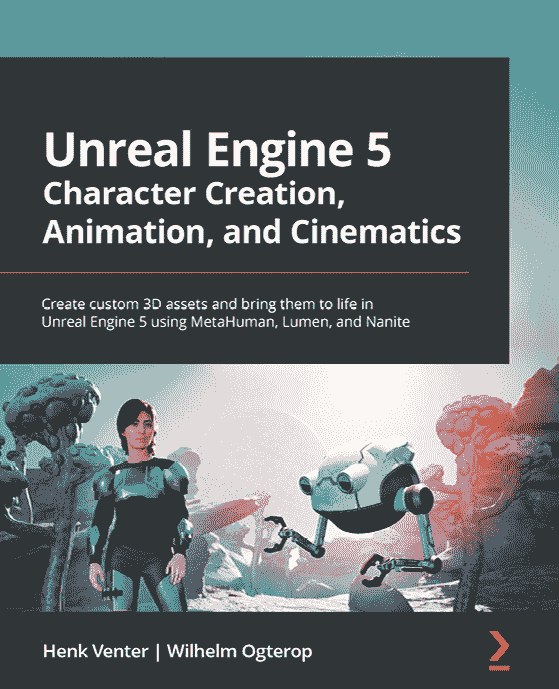 Unreal Engine 5
Character Creation,
Animation, and Cinematics
Create custom 3D assets and bring them to life in
Unreal Engine 5 using MetaHuman, Lumen, and Nanite
Henk Venter | Wilhelm Ogterop